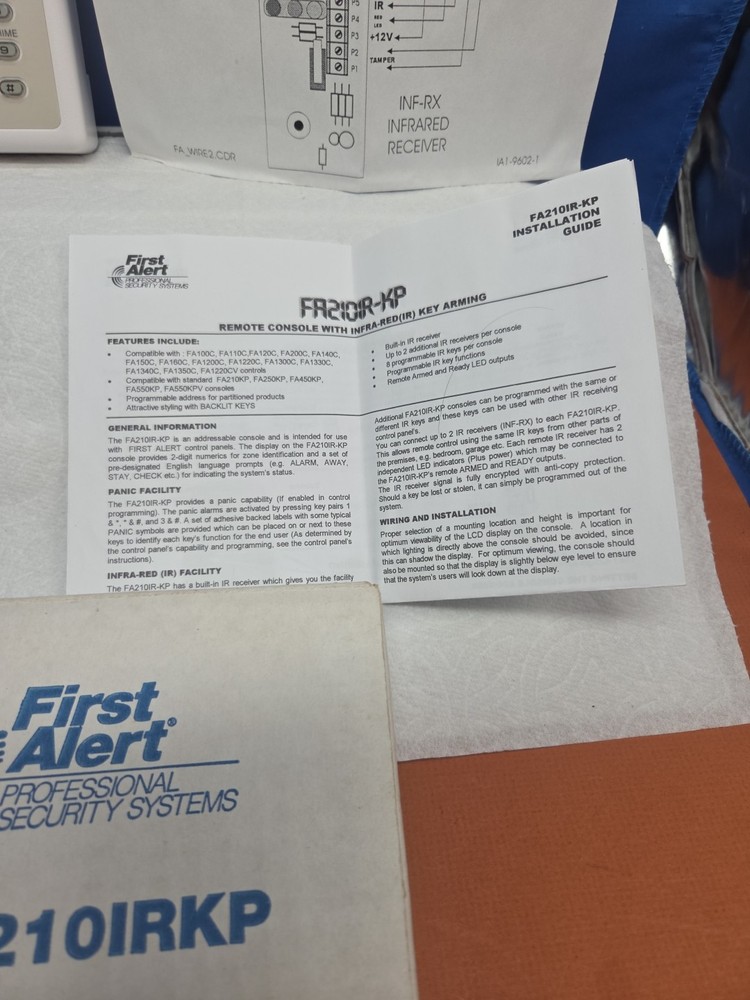 IME
9
#
P5
P4
P3
P2
P1
IR
RED
LED
+12V
TAMPER
INF-RX
INFRARED
RECEIVER
FA_WIRE2.CDR
IA1-9602-1
FA210IR-KP
INSTALLATION
GUIDE
First
Alert
PROFESSIONAL
SECURITY SYSTEMS
FA210IR-KP
REMOTE CONSOLE WITH INFRA-RED(IR) KEY ARMING
FEATURES INCLUDE:
• Compatible with : FA100C, FA110C,FA120C, FA200C, FA140C,
FA150C, FA160C, FA1200C, FA1220C, FA1300C, FA1330C,
FA1340C, FA1350C, FA1220CV controls
• Compatible with standard FA210KP, FA250KP, FA450KP,
FA550KP, FA550KPV consoles
• Programmable address for partitioned products
• Attractive styling with BACKLIT KEYS
• Built-in IR receiver
• Up to 2 additional IR receivers per console
• 8 programmable IR keys per console
• Programmable IR key functions
• Remote Armed and Ready LED outputs
GENERAL INFORMATION
The FA210IR-KP is an addressable console and is intended for use
with FIRST ALERT control panels. The display on the FA210IR-KP
console provides 2-digit numerics for zone identification and a set of
pre-designated English language prompts (e.g. ALARM, AWAY,
STAY, CHECK etc.) for indicating the system's status.
PANIC FACILITY
The FA210IR-KP provides a panic capability (If enabled in control
programming). The panic alarms are activated by pressing key pairs 1
& *, * & #, and 3 & #. A set of adhesive backed labels with some typical
PANIC symbols are provided which can be placed on or next to these
keys to identify each key's function for the end user (As determined by
the control panel's capability and programming, see the control panel's
instructions).
INFRA-RED (IR) FACILITY
The FA210IR-KP has a built-in IR receiver which gives you the facility
Additional FA210IR-KP consoles can be programmed with the same or
different IR keys and these keys can be used with other IR receiving
control panel's.
You can connect up to 2 IR receivers (INF-RX) to each FA210IR-KP.
This allows remote control using the same IR keys from other parts of
the premises, e.g. bedroom, garage etc. Each remote IR receiver has 2
independent LED indicators (Plus power) which may be connected to
the FA210IR-KP's remote ARMED and READY outputs.
The IR receiver signal is fully encrypted with anti-copy protection.
Should a key be lost or stolen, it can simply be programmed out of the
system.
WIRING AND INSTALLATION
Proper selection of a mounting location and height is important for
optimum viewability of the LCD display on the console. A location in
which lighting is directly above the console should be avoided, since
this can shadow the display. For optimum viewing, the console should
also be mounted so that the display is slightly below eye level to ensure
that the system's users will look down at the display.
First
Alert®
PROFESSIONAL
SECURITY SYSTEMS
210IRKP